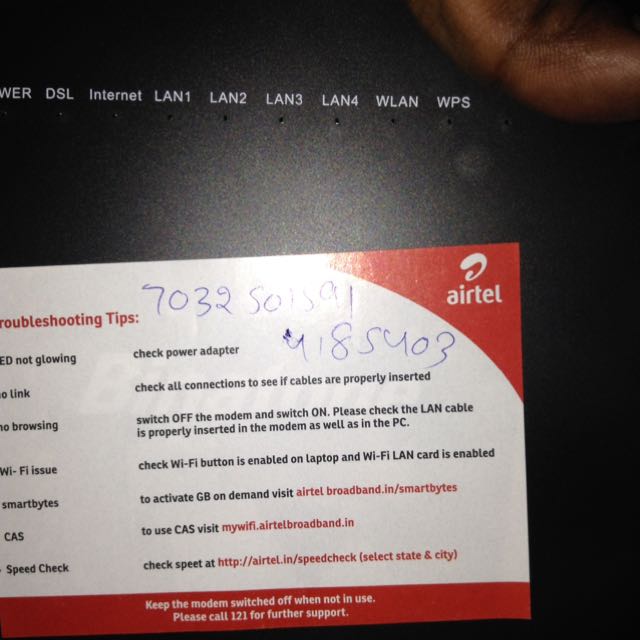 WER DSL Internet LAN1 LAN2 LAN3 LAN4 WLAN WPS
airtel
roubleshooting Tips: 7032
4185403
ED not glowing check power adapter
o link check all connections to see if cables are properly inserted
no browsing switch OFF the modem and switch ON. Please check the LAN cable
is properly inserted in the modem as well as in the PC.
Wi- Fi issue check Wi-Fi button is enabled on laptop and Wi-Fi LAN card is enabled
smartbytes to activate GB on demand visit airtel broadband.in/smartbytes
CAS to use CAS visit mywifi.airtelbroadband.in
Speed Check check speet at http://airtel.in/speedcheck (select state & city)
Keep the modem switched off when not in use.
Please call 121 for further support.